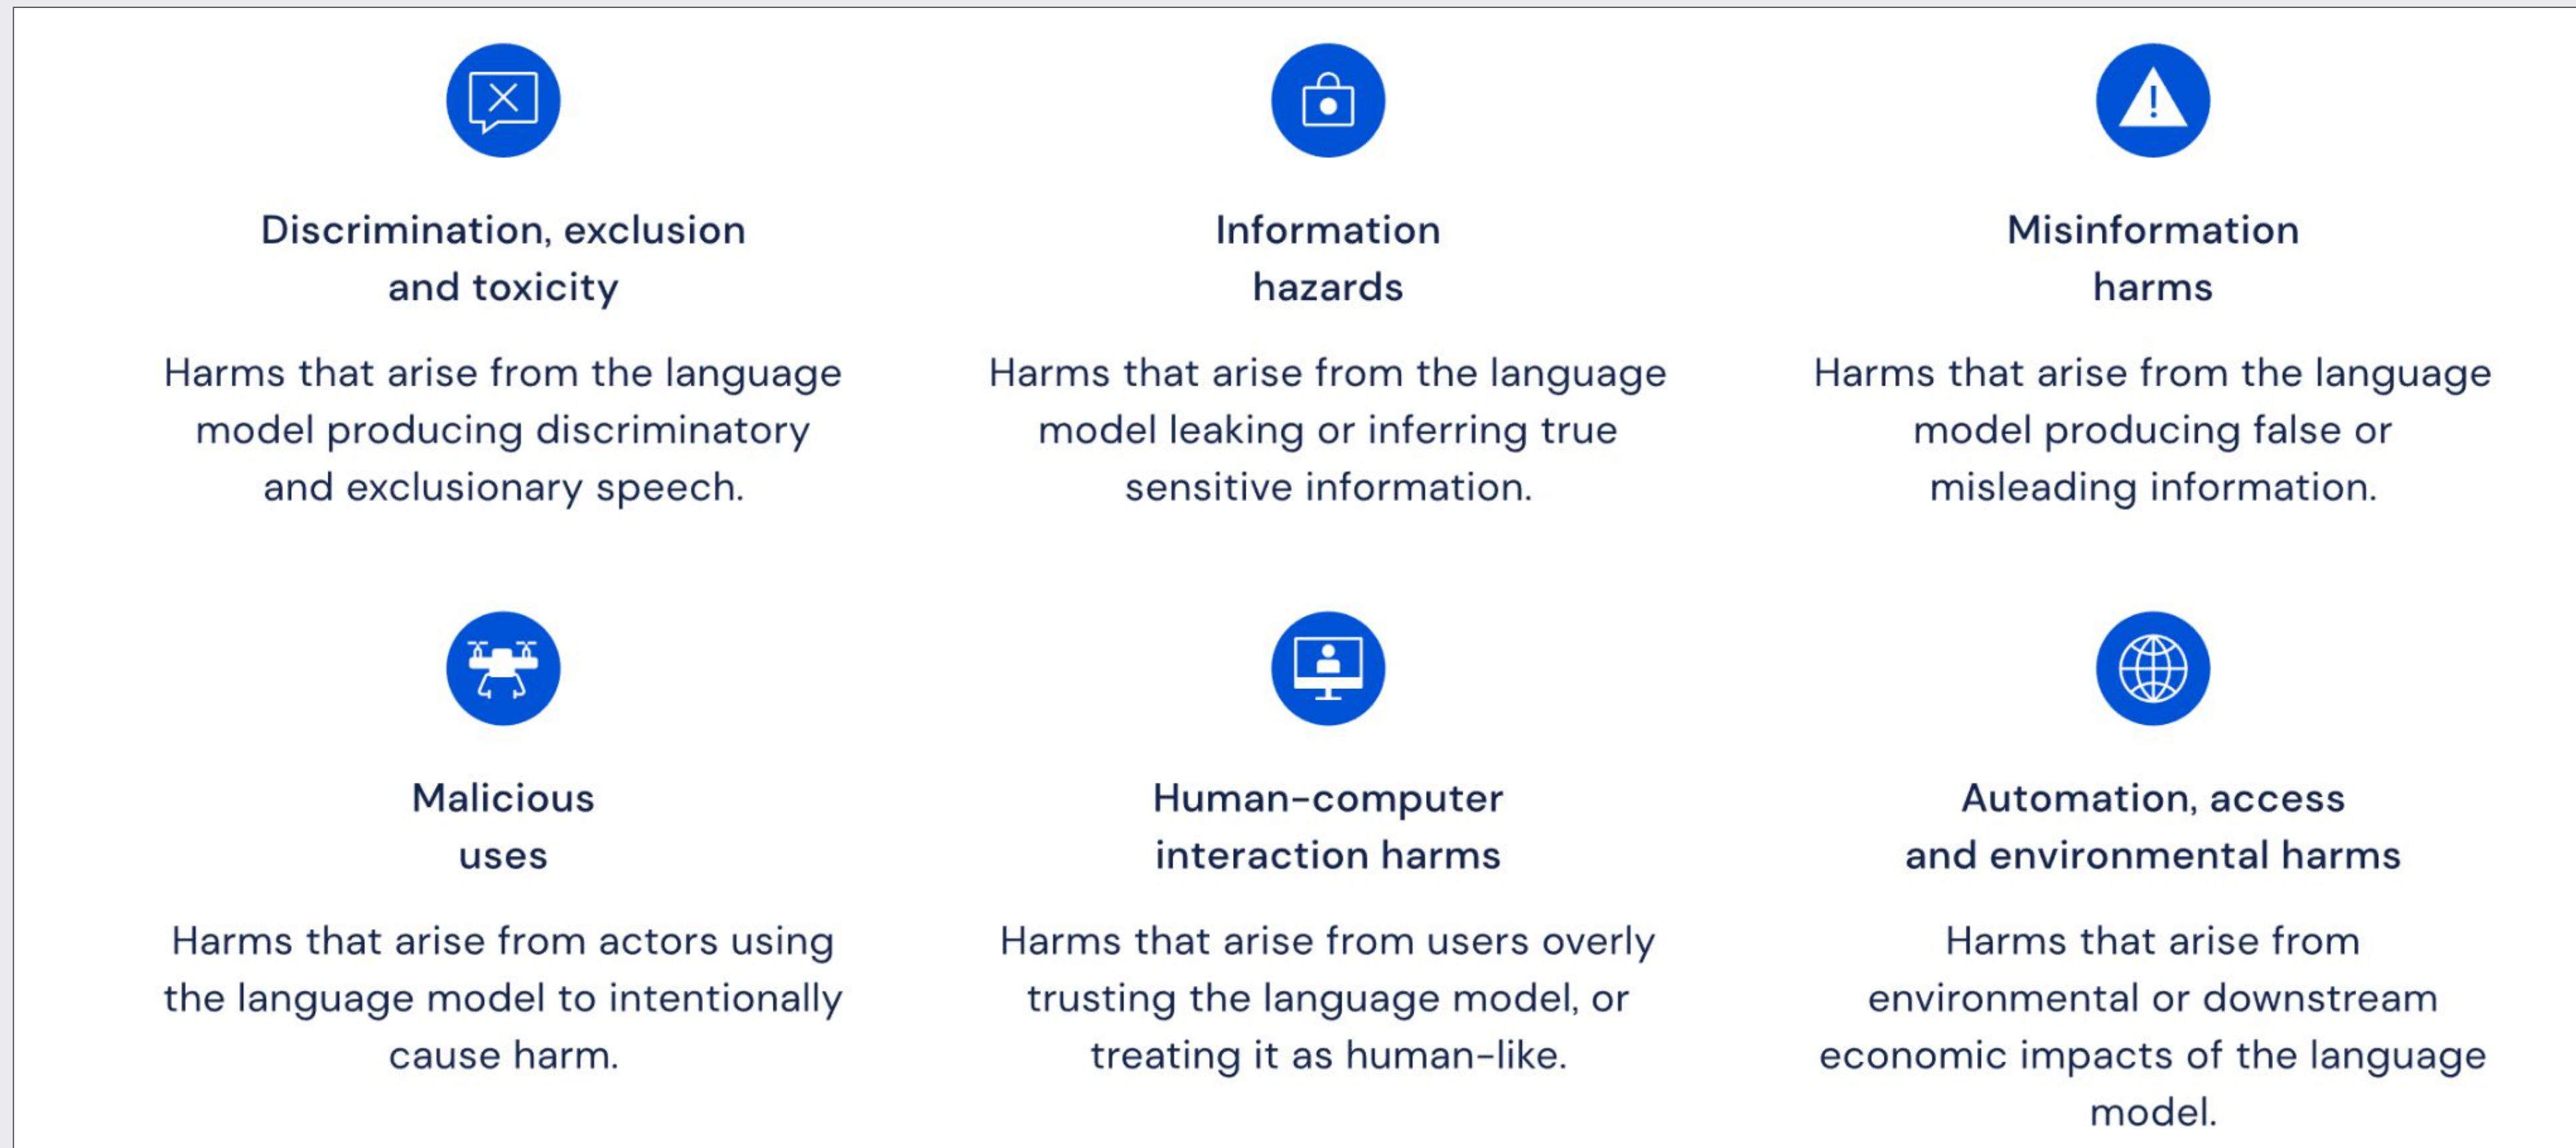 Discrimination, exclusion
and toxicity
Harms that arise from the language
model producing discriminatory
and exclusionary speech.
Information
hazards
Harms that arise from the language
model leaking or inferring true
sensitive information.
Misinformation
harms
Harms that arise from the language
model producing false or
misleading information.
Malicious
uses
Harms that arise from actors using
the language model to intentionally
cause harm.
Human-computer
interaction harms
Harms that arise from users overly
trusting the language model, or
treating it as human-like.
Automation, access
and environmental harms
Harms that arise from
environmental or downstream
economic impacts of the language
model.